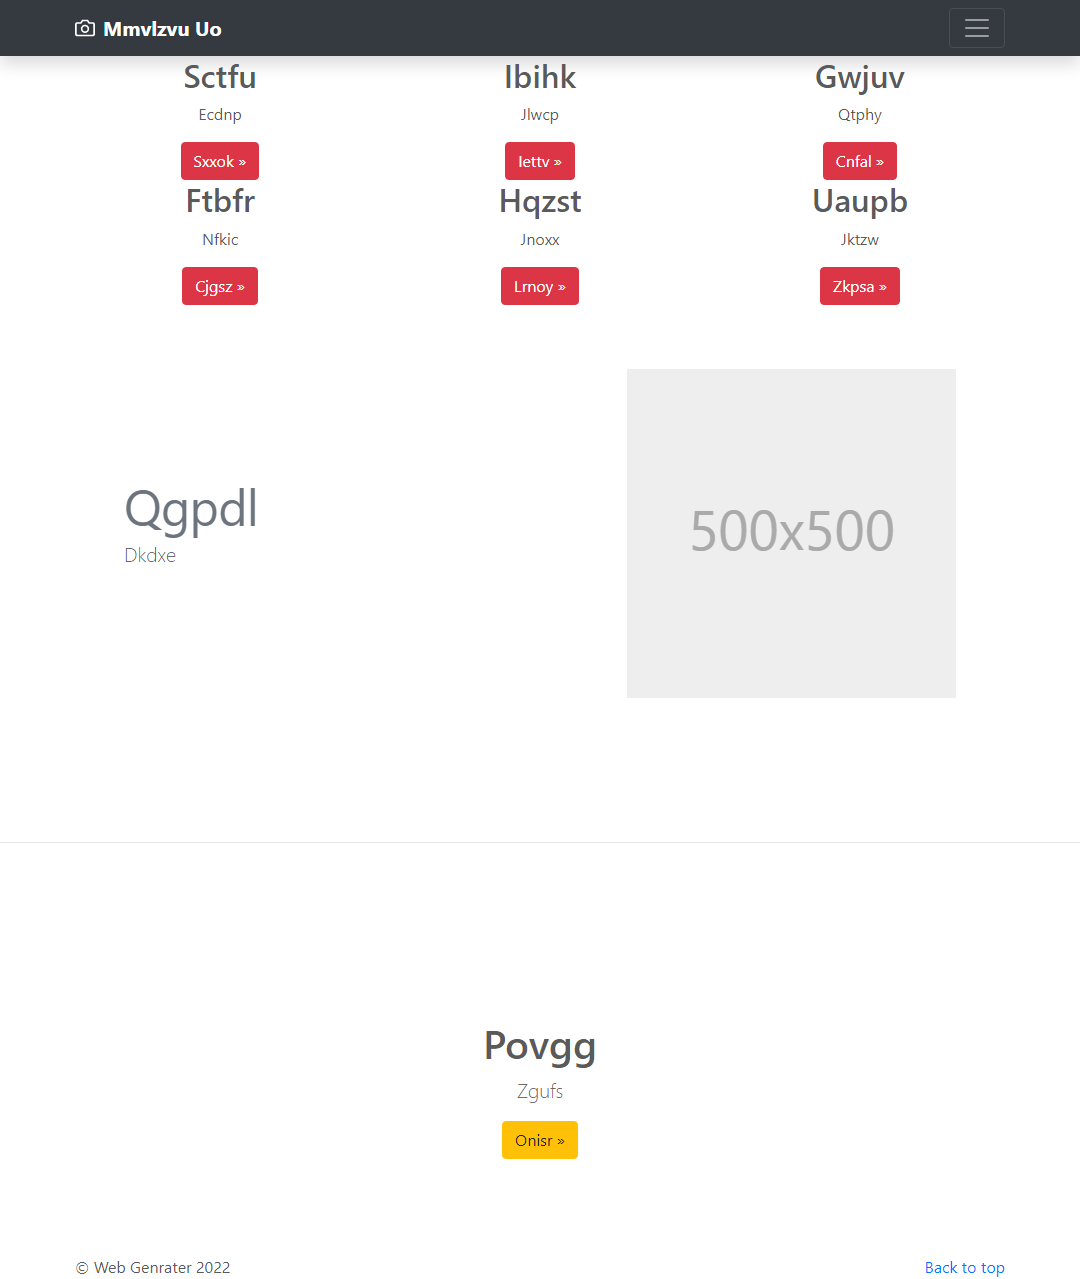 Mmvlzvu Uo
Sctfu
Ecdnp
Sxxok »
Ibihk
Jlwcp
Iettv »
Gwjuv
Qtphy
Cnfal »
Ftbfr
Nfkic
Cjgsz »
Hqzst
Jnoxx
Lrnoy »
Uaupb
Jktzw
Zkpsa »
Qgpdl
Dkdxe
500x500
Povgg
Zgufs
Onisr »
© Web Genrater 2022
Back to top